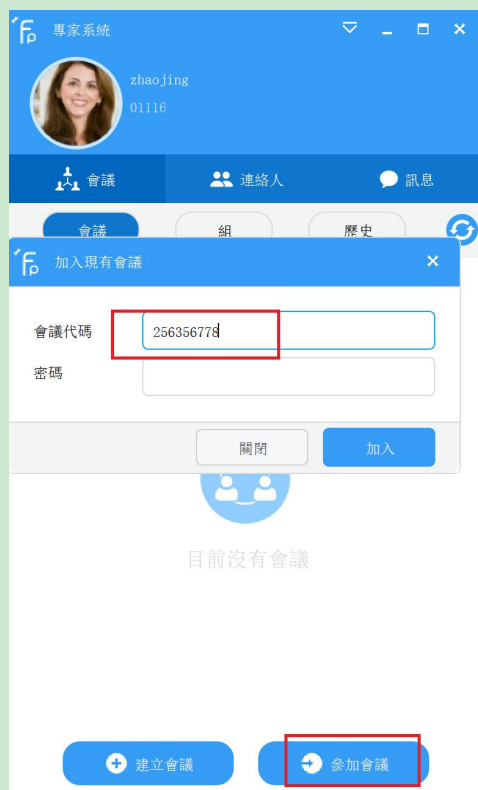 專家系統
zhaojing
01116
會議
連絡人
訊息
會議
組
歷史
加入現有會議
會議代碼
256356778
密碼
關閉
加入
目前沒有會議
建立會議
參加會議